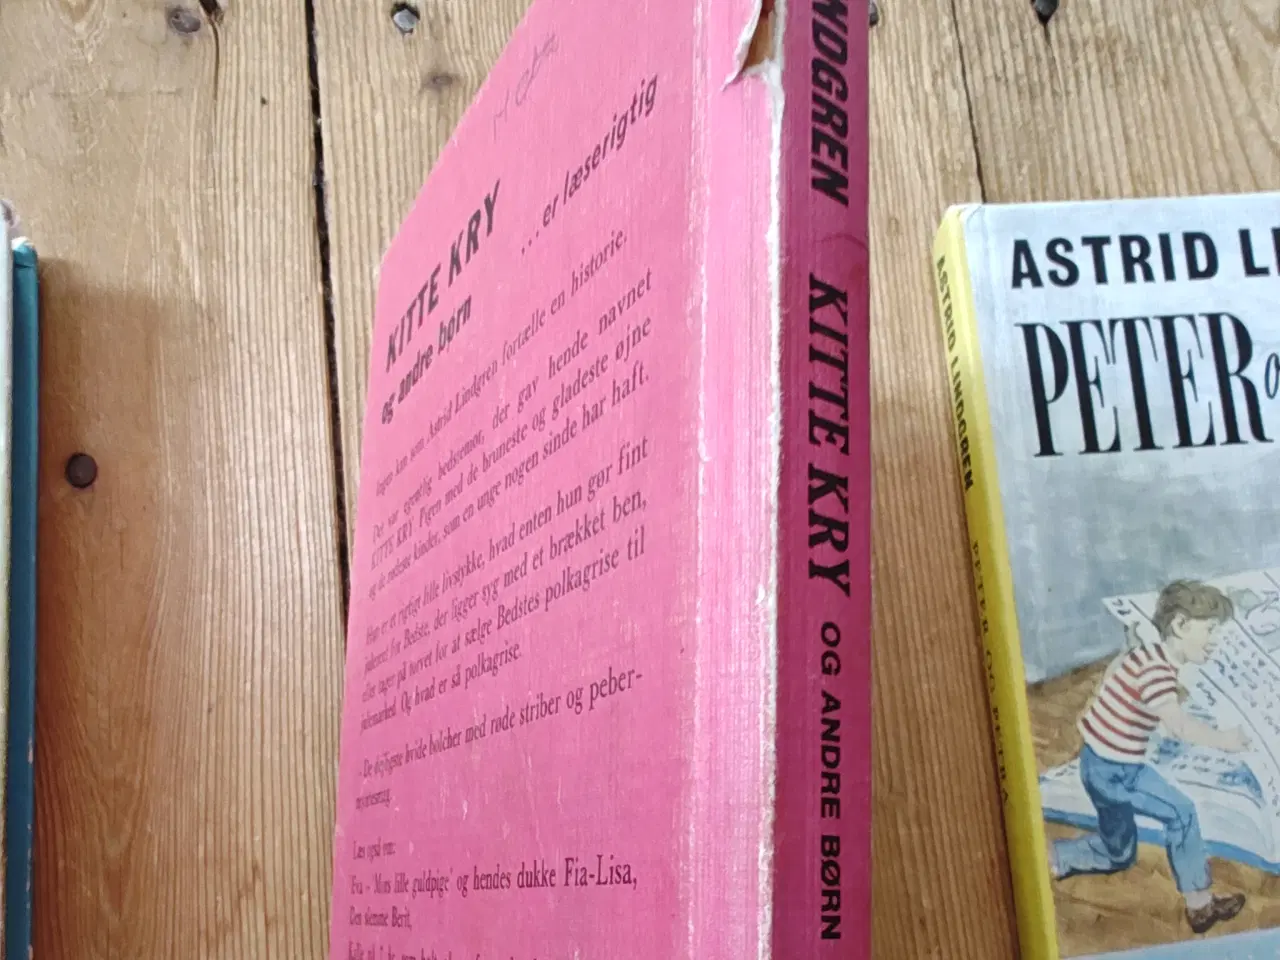 KITTE KRY
og andre børn
...er læserigtig
Ingen kan som Astrid Lindgren fortælle en historie.
Det var egentlig bedstemor, der gav hende navnet
KITTE KRY. Pigen med de bruneste og gladeste øjne
og de rødeste kinder, som en unge nogen sinde har haft.
Hun er et rigtigt lille livstykke, hvad enten hun gør fint
julerent for Bedste, der ligger syg med et brækket ben,
eller tager på torvet for at sælge Bedstes polkagrise til
julemarked. Og hvad er så polkagrise.
- De dejligste hvide bolcher med røde striber og peber-
myntesmag.
Læs også om:
Eva - 'Mors lille guldpige' og hendes dukke Fia-Lisa,
Den slemme Berit,
NDGREN KITTE KRY OG ANDRE BØRN
ASTRID LINDGREN PETER OG PETRA
ASTRID LI
PETER